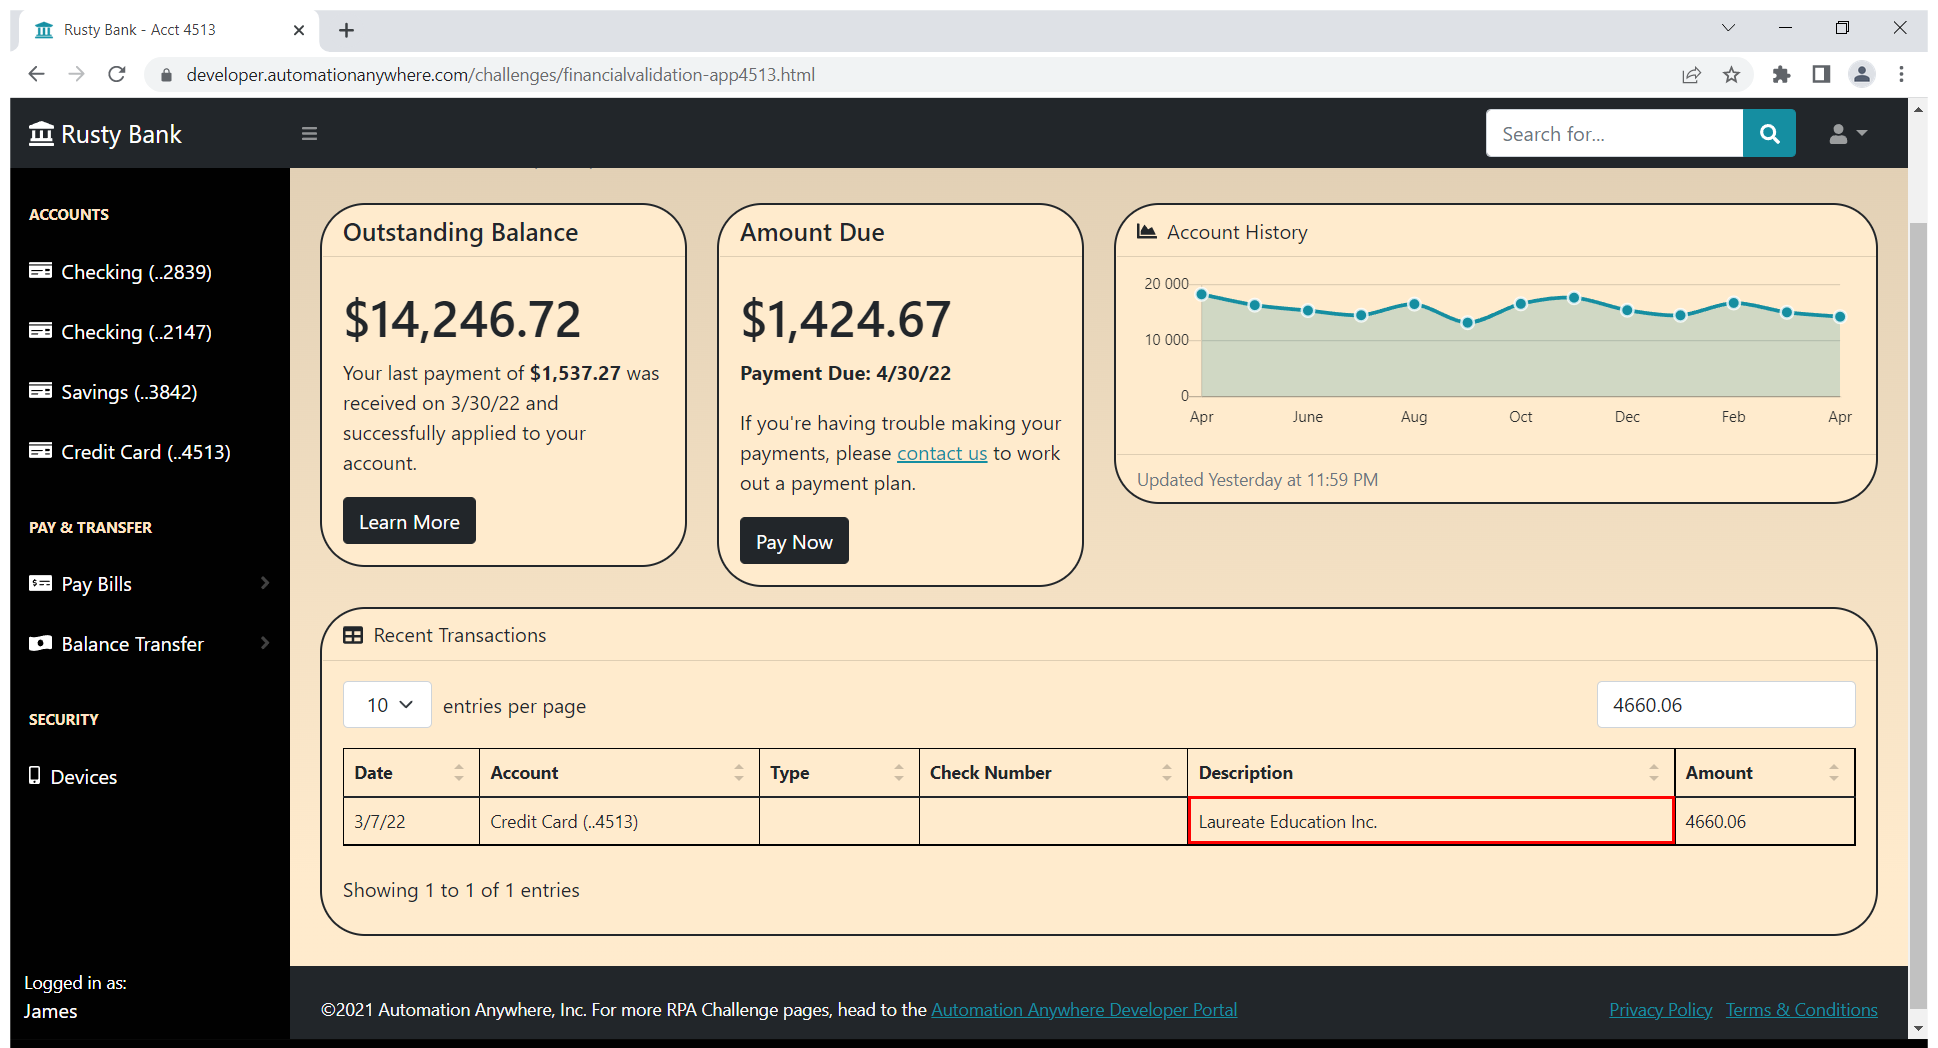 Rusty Bank - Acct 4513
developer.automationanywhere.com/challenges/financialvalidation-app4513.html
Rusty Bank
Search for...
ACCOUNTS
Checking (..2839)
Checking (..2147)
Savings (..3842)
Credit Card (..4513)
PAY & TRANSFER
Pay Bills
Balance Transfer
SECURITY
Devices
Logged in as:
James
Outstanding Balance
$14,246.72
Your last payment of $1,537.27 was
received on 3/30/22 and
successfully applied to your
account.
Learn More
Amount Due
$1,424.67
Payment Due: 4/30/22
If you're having trouble making your
payments, please contact us to work
out a payment plan.
Pay Now
Account History
20 000
10 000
0
Apr June Aug Oct Dec Feb Apr
Updated Yesterday at 11:59 PM
Recent Transactions
10 entries per page
4660.06
Date Account Type Check Number Description Amount
3/7/22 Credit Card (..4513) Laureate Education Inc. 4660.06
Showing 1 to 1 of 1 entries
©2021 Automation Anywhere, Inc. For more RPA Challenge pages, head to the Automation Anywhere Developer Portal
Privacy Policy Terms & Conditions